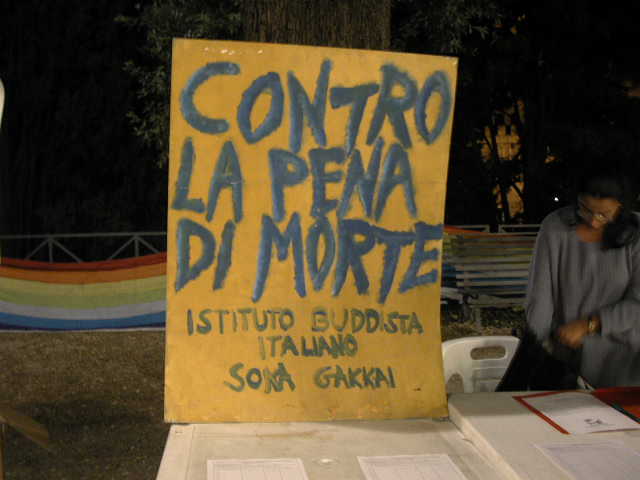 CONTRO
LA PENA
DI MORTE
ISTITUTO BUDDISTA
ITALIANO
SOKA GAKKAI